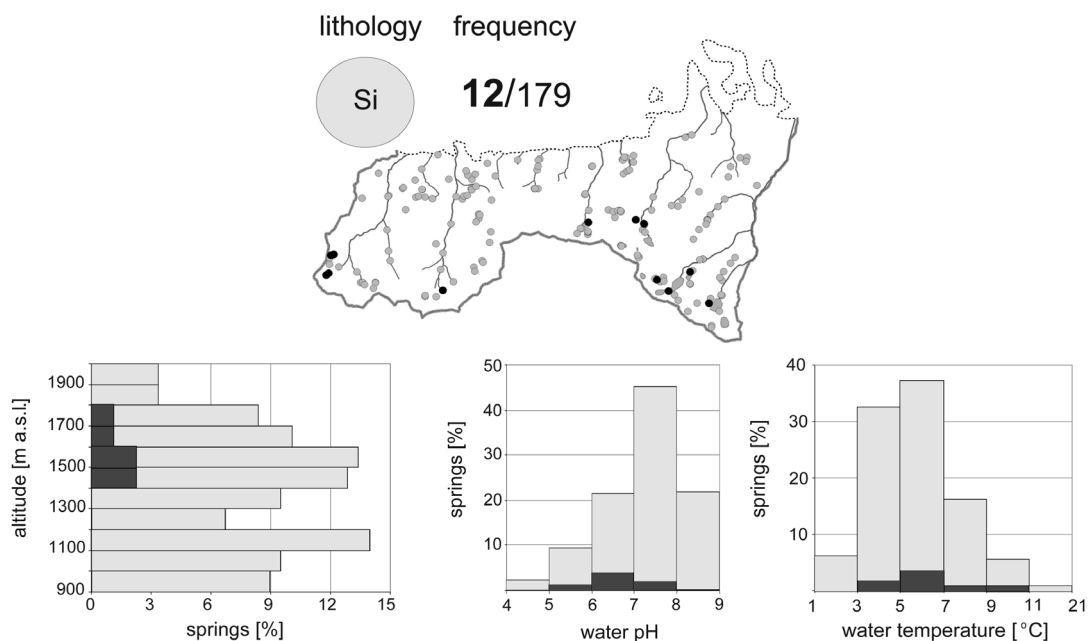 lithology frequency
Si 12/179
altitude [m a.s.l.]
1900
1700
1500
1300
1100
900
0 3 6 9 12 15
springs [%]
springs [%]
50
40
30
20
10
4 5 6 7 8 9
water pH
springs [%]
40
30
20
10
1 3 5 7 9 11 21
water temperature [°C]